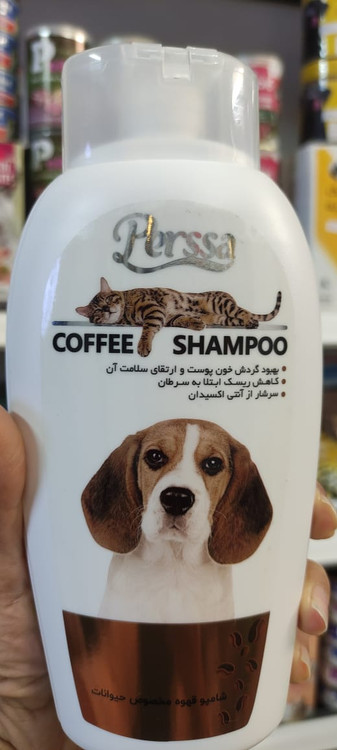 Perssa
COFFEE SHAMPOO
• بهبود گردش خون پوست و ارتقای سلامت آن
• کاهش ریسک ابتلا به سرطان
• سرشار از آنتی اکسیدان
شامپو قهوه مخصوص حیوانات